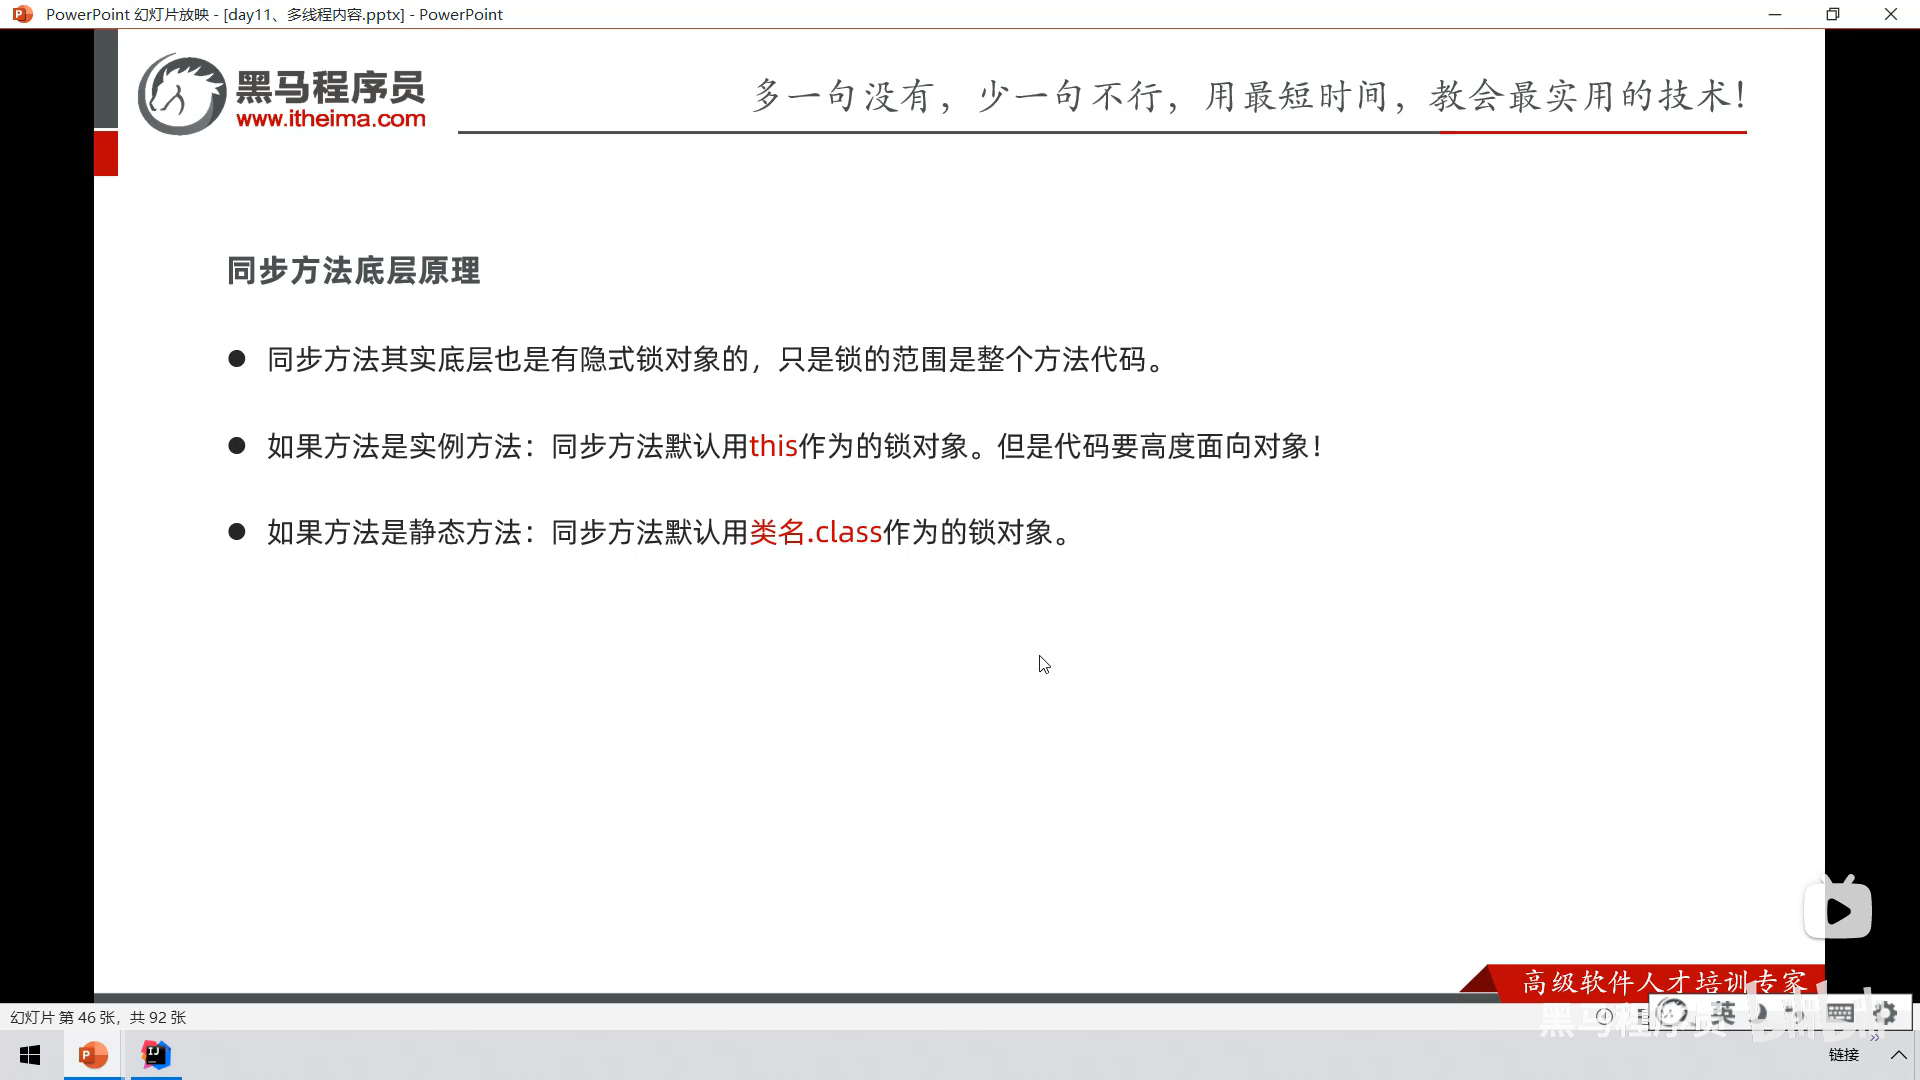 PowerPoint 幻灯片放映 - [day11、多线程内容.pptx] - PowerPoint
黑马程序员
www.itheima.com
多一句没有，少一句不行，用最短时间，教会最实用的技术！
同步方法底层原理
● 同步方法其实底层也是有隐式锁对象的，只是锁的范围是整个方法代码。
● 如果方法是实例方法：同步方法默认用this作为的锁对象。但是代码要高度面向对象！
● 如果方法是静态方法：同步方法默认用类名.class作为的锁对象。
高级软件人才培训专家
幻灯片 第 46 张，共 92 张
黑马程序员
英
bilibili
链接